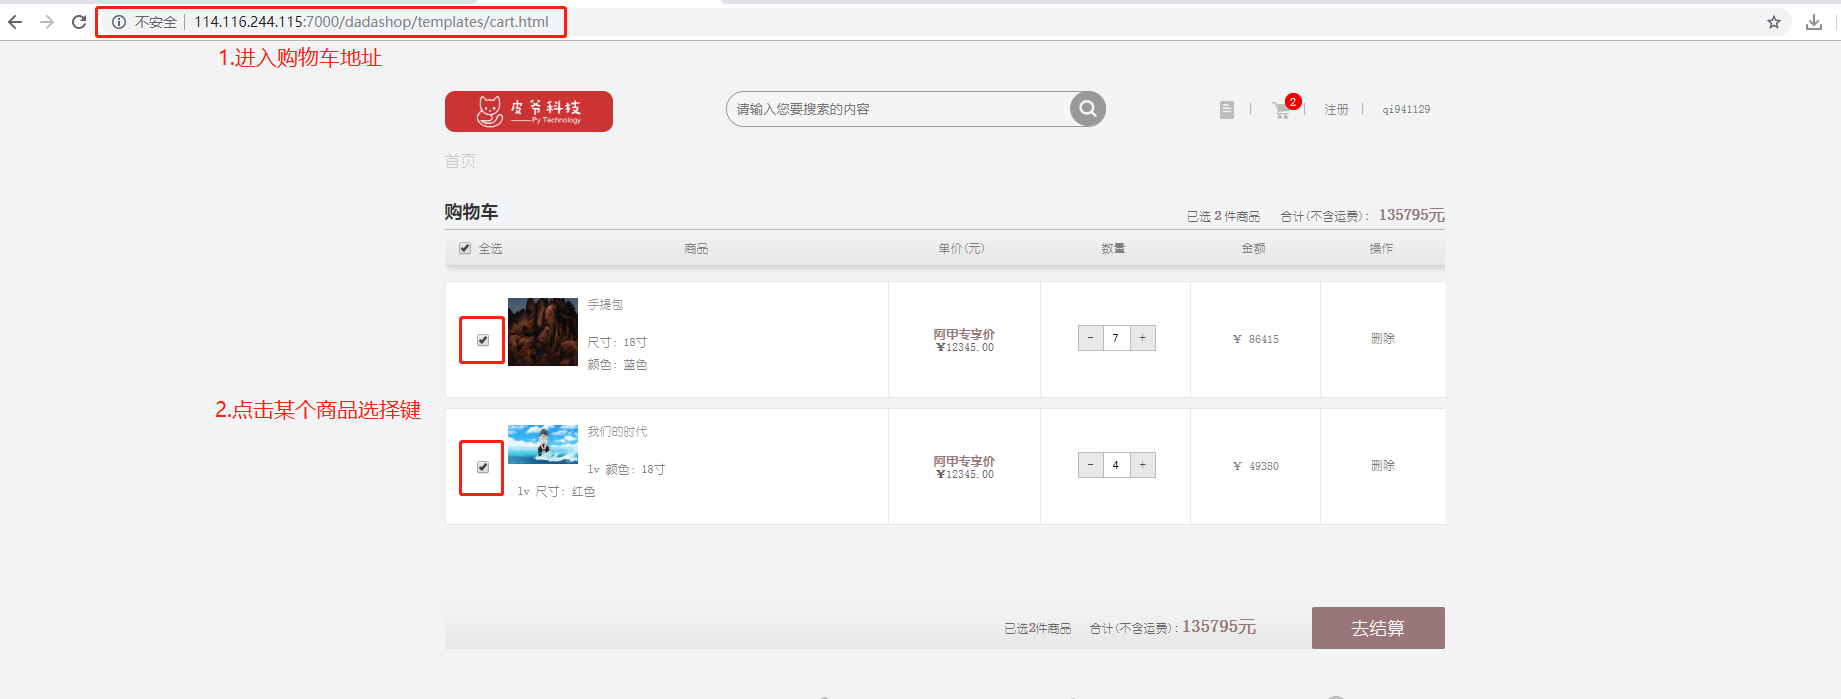 不安全 | 114.116.244.115:7000/dadashop/templates/cart.html
1.进入购物车地址
皮爷科技
——Py Technology
请输入您要搜索的内容
2
注册
qi941129
首页
购物车
已选 2 件商品 合计(不含运费): 135795元
全选 商品 单价(元) 数量 金额 操作
手提包
尺寸: 18寸
颜色: 蓝色
阿甲专享价
¥12345.00
- 7 +
¥ 86415
删除
2.点击某个商品选择键
我们的时代
lv 颜色: 18寸
lv 尺寸: 红色
阿甲专享价
¥12345.00
- 4 +
¥ 49380
删除
已选2件商品 合计(不含运费):135795元
去结算